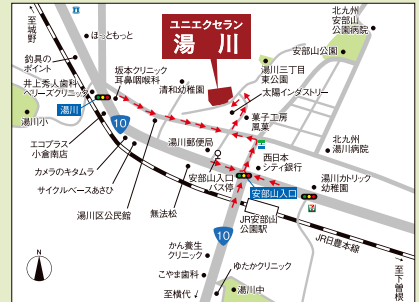 至城野
ほっともっと
ユニエクセラン
湯川
北九州
安部山
公園病院
安部山公園
釣具の
ポイント
坂本クリニック
耳鼻咽喉科
湯川三丁目
東公園
井上秀人歯科
ベリーズクリニック
清和幼稚園
太陽インダストリー
湯川
湯川小
10
菓子工房
風菓
エコプラス
小倉南店
湯川郵便局
北九州
湯川病院
カメラのキタムラ
西日本
シティ銀行
サイクルベースあさひ
安部山入口
バス停
安部山入口
湯川カトリック
幼稚園
湯川区公民館
無法松
JR安部山
公園駅
JR日豊本線
10
かん養生
クリニック
至下曽根
N
こやま歯科
ゆたかクリニック
至横代
湯川中